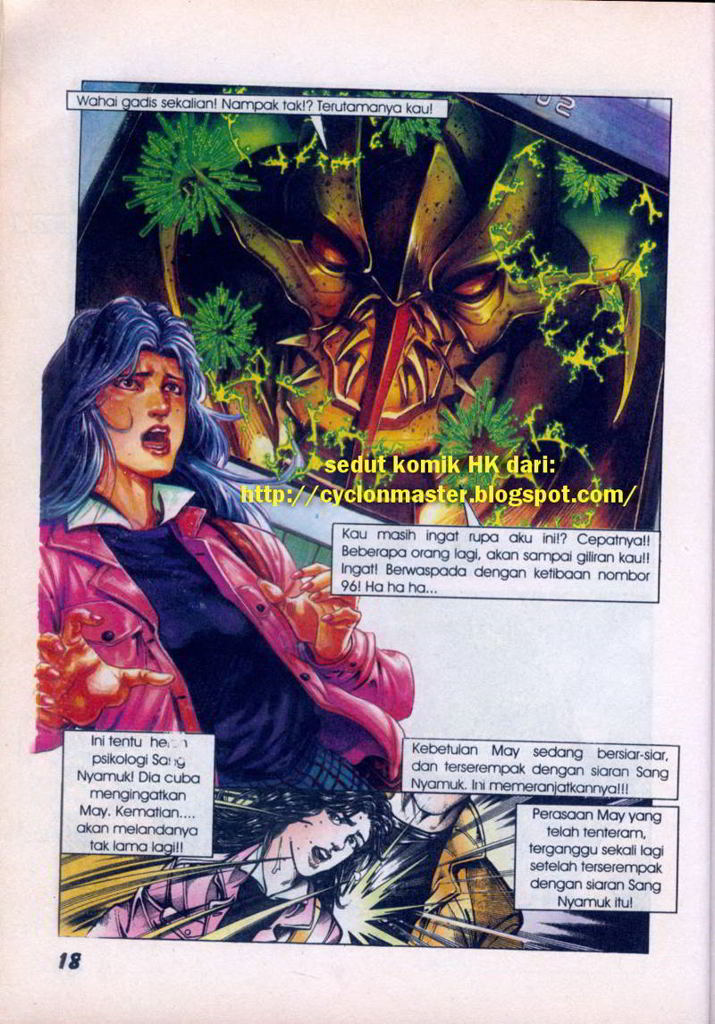 Wahai gadis sekalian! Nampak tak!? Terutamanya kau!
sedut komik HK dari:
http://cyclonmaster.blogspot.com/
Kau masih ingat rupa aku ini!? Cepatnya!!
Beberapa orang lagi, akan sampai giliran kau!!
Ingat! Berwaspada dengan ketibaan nombor
96! Ha ha ha...
Ini tentu
psikologi
Nyamuk! Dia cuba
mengingatkan
May. Kematian....
akan melandanya
tak lama lagi!!
Kebetulan May sedang bersiar-siar,
dan terserempak dengan siaran Sang
Nyamuk. Ini memeranjatkannya!!!
Perasaan May yang
telah tenteram,
terganggu sekali lagi
setelah terserempak
dengan siaran Sang
Nyamuk itu!
18